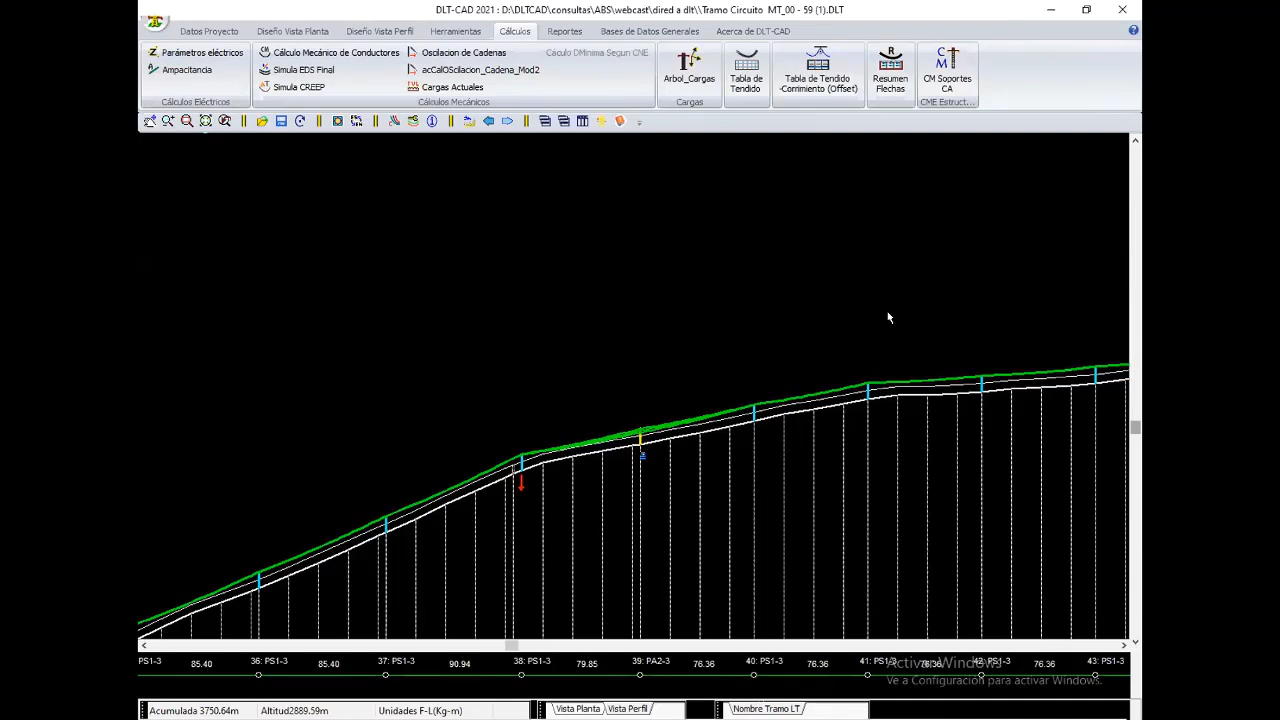 DLT-CAD 2021 : D:\DLTCAD\consultas\ABS\webcast\dired a dlt\\Tramo Circuito MT_00 - 59 (1).DLT
Datos Proyecto
Diseño Vista Planta
Diseño Vista Perfil
Herramientas
Cálculos
Reportes
Bases de Datos Generales
Acerca de DLT-CAD
Parámetros eléctricos
Ampatancia
Cálculos Eléctricos
Cálculo Mecánico de Conductores
Simula EDS Final
Simula CREEP
Oscilacion de Cadenas
acCalOScilacion_Cadena_Mod2
Cargas Actuales
Cáculo DMinima Segun CNE
Cálculos Mecánicos
Arbol_Cargas
Cargas
Tabla de
Tendido
Tabla de Tendido
-Corrimiento (Offset)
Resumen
Flechas
CM Soportes
CA
CME Estruct...
PS1-3
85.40
36: PS1-3
85.40
37: PS1-3
90.94
38: PS1-3
79.85
39: PA2-3
76.36
40: PS1-3
76.36
41: PS1-3
76.36
42: PS1-3
76.36
43: PS1-3
Activar Windows
Ve a Configuración para activar Windows.
Acumulada 3750.64m
Altitud2889.59m
Unidades F-L(Kg-m)
Vista Planta
Vista Perfil
Nombre Tramo LT